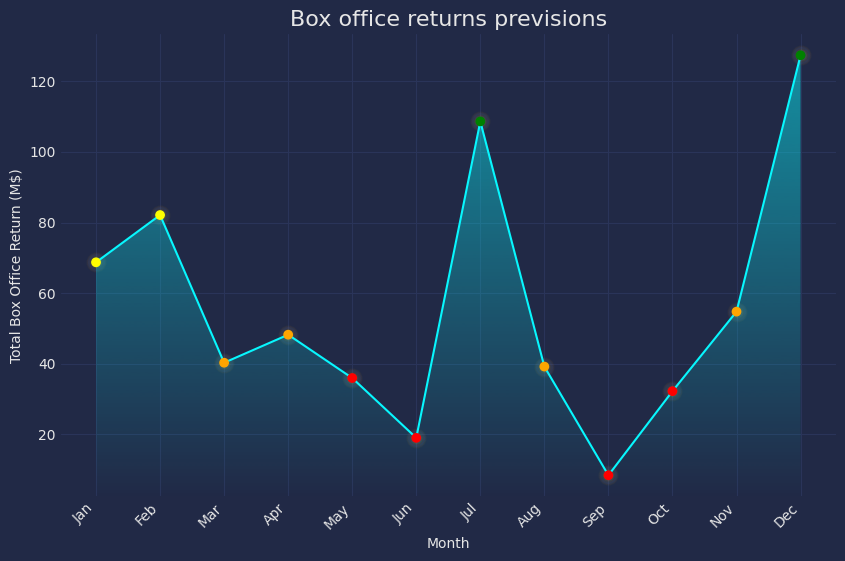 Box office returns previsions
Total Box Office Return (M$)
120
100
80
60
40
20
Jan
Feb
Mar
Apr
May
Jun
Jul
Aug
Sep
Oct
Nov
Dec
Month